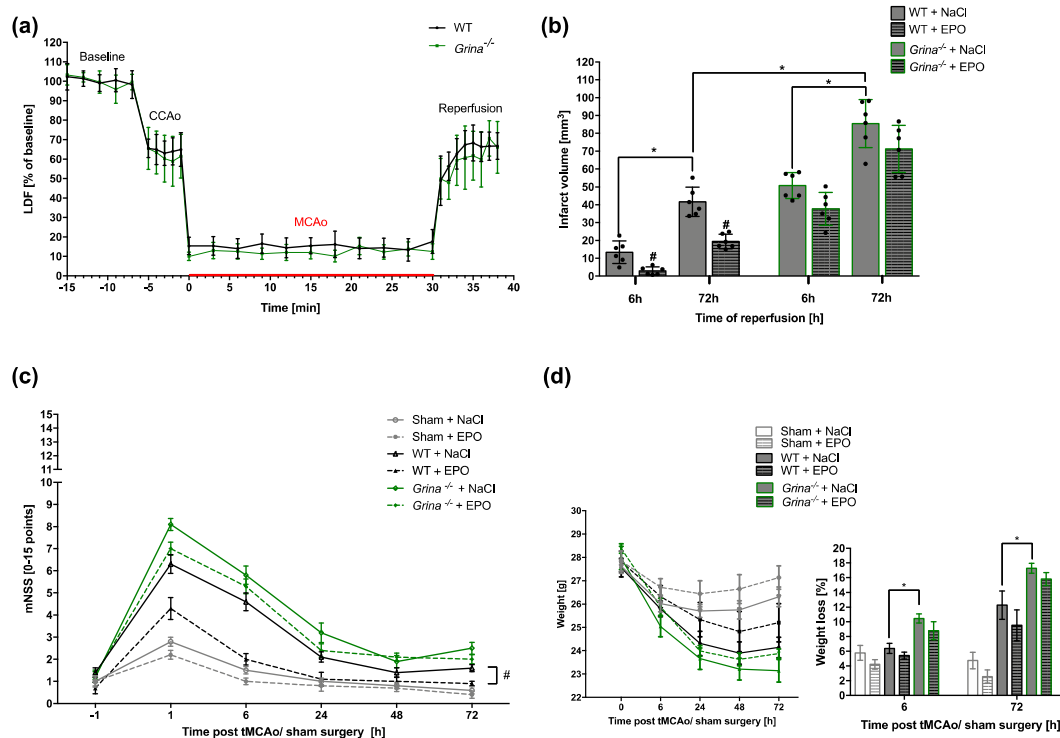 (a)
WT
Grina-/-
LDF [% of baseline]
120
110
100
90
80
70
60
50
40
30
20
10
0
Baseline
CCAo
MCAo
Reperfusion
-15 -10 -5 0 5 10 15 20 25 30 35 40
Time [min]
(b)
WT + NaCl
WT + EPO
Grina-/- + NaCl
Grina-/- + EPO
Infarct volume [mm3]
120
110
100
90
80
70
60
50
40
30
20
10
0
* * *
# #
6h 72h 6h 72h
Time of reperfusion [h]
(c)
Sham + NaCl
Sham + EPO
WT + NaCl
WT + EPO
Grina -/- + NaCl
Grina -/- + EPO
mNSS [0-15 points]
15
14
13
12
11
10
9
8
7
6
5
4
3
2
1
0
#
-1 1 6 24 48 72
Time post tMCAo/ sham surgery [h]
(d)
Sham + NaCl
Sham + EPO
WT + NaCl
WT + EPO
Grina-/- + NaCl
Grina-/- + EPO
Weight [g]
30
29
28
27
26
25
24
23
22
0 6 24 48 72
Time post tMCAo/ sham surgery [h]
Weight loss [%]
18
16
14
12
10
8
6
4
2
0
* *
6 72
Time post tMCAo/ sham surgery [h]